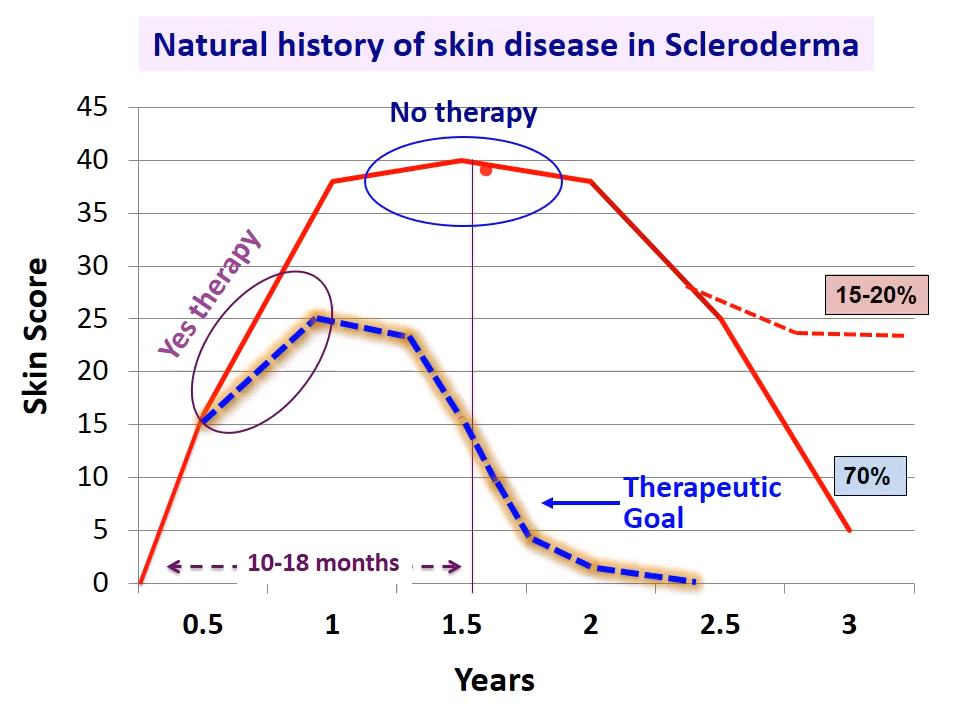 Natural history of skin disease in Scleroderma
No therapy
Yes therapy
Skin Score
45
40
35
30
25
20
15
10
5
0
15-20%
70%
Therapeutic
Goal
10-18 months
0.5
1
1.5
2
2.5
3
Years